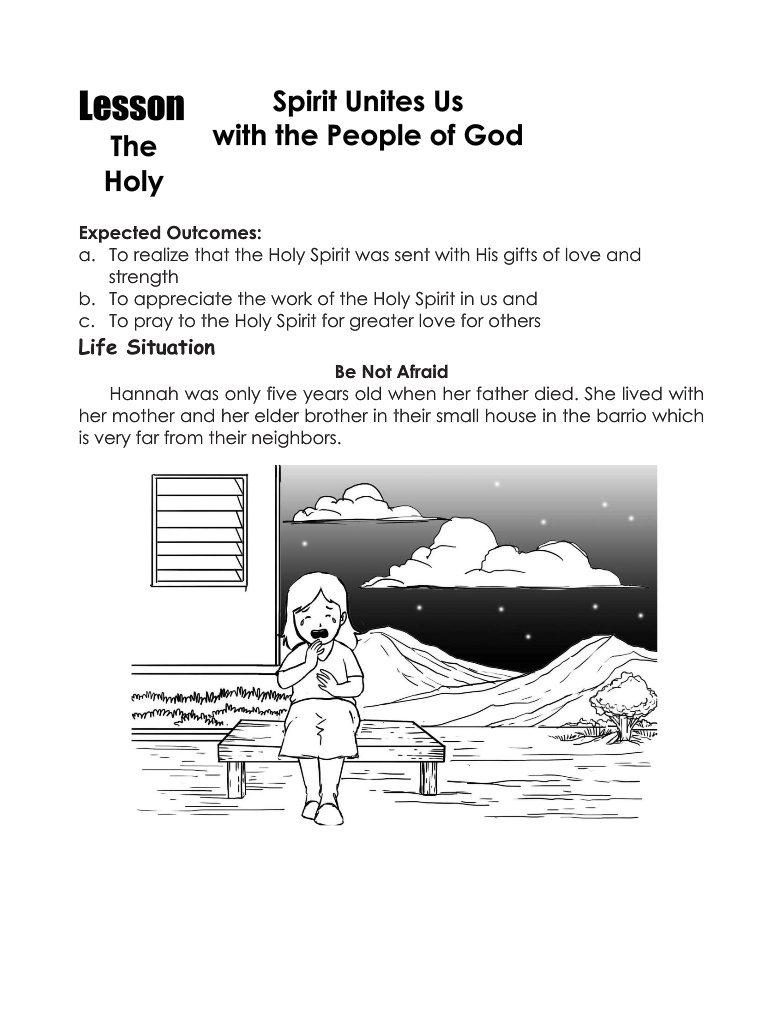 Lesson
The
Holy
Spirit Unites Us
with the People of God
Expected Outcomes:
a. To realize that the Holy Spirit was sent with His gifts of love and
strength
b. To appreciate the work of the Holy Spirit in us and
c. To pray to the Holy Spirit for greater love for others
Life Situation
Be Not Afraid
Hannah was only five years old when her father died. She lived with
her mother and her elder brother in their small house in the barrio which
is very far from their neighbors.